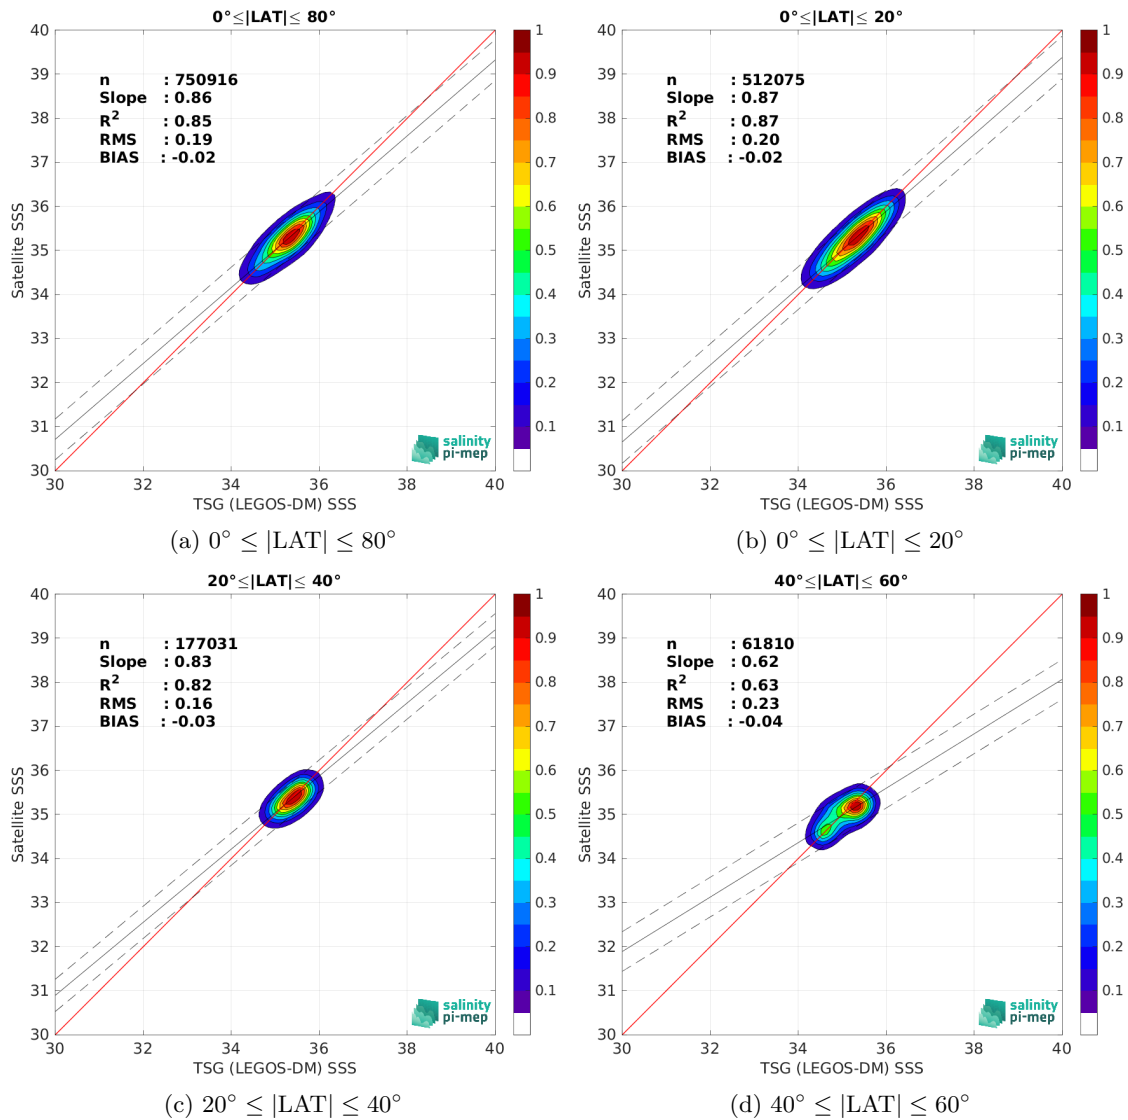 0°≤|LAT|≤ 80°
40
39
38
37
36
35
34
33
32
31
30
Satellite SSS
n : 750916
Slope : 0.86
R² : 0.85
RMS : 0.19
BIAS : -0.02
salinity
pi-mep
30 32 34 36 38 40
TSG (LEGOS-DM) SSS
1
0.9
0.8
0.7
0.6
0.5
0.4
0.3
0.2
0.1
(a) 0° ≤ |LAT| ≤ 80°
0°≤|LAT|≤ 20°
40
39
38
37
36
35
34
33
32
31
30
Satellite SSS
n : 512075
Slope : 0.87
R² : 0.87
RMS : 0.20
BIAS : -0.02
salinity
pi-mep
30 32 34 36 38 40
TSG (LEGOS-DM) SSS
1
0.9
0.8
0.7
0.6
0.5
0.4
0.3
0.2
0.1
(b) 0° ≤ |LAT| ≤ 20°
20°≤|LAT|≤ 40°
40
39
38
37
36
35
34
33
32
31
30
Satellite SSS
n : 177031
Slope : 0.83
R² : 0.82
RMS : 0.16
BIAS : -0.03
salinity
pi-mep
30 32 34 36 38 40
TSG (LEGOS-DM) SSS
1
0.9
0.8
0.7
0.6
0.5
0.4
0.3
0.2
0.1
(c) 20° ≤ |LAT| ≤ 40°
40°≤|LAT|≤ 60°
40
39
38
37
36
35
34
33
32
31
30
Satellite SSS
n : 61810
Slope : 0.62
R² : 0.63
RMS : 0.23
BIAS : -0.04
salinity
pi-mep
30 32 34 36 38 40
TSG (LEGOS-DM) SSS
1
0.9
0.8
0.7
0.6
0.5
0.4
0.3
0.2
0.1
(d) 40° ≤ |LAT| ≤ 60°